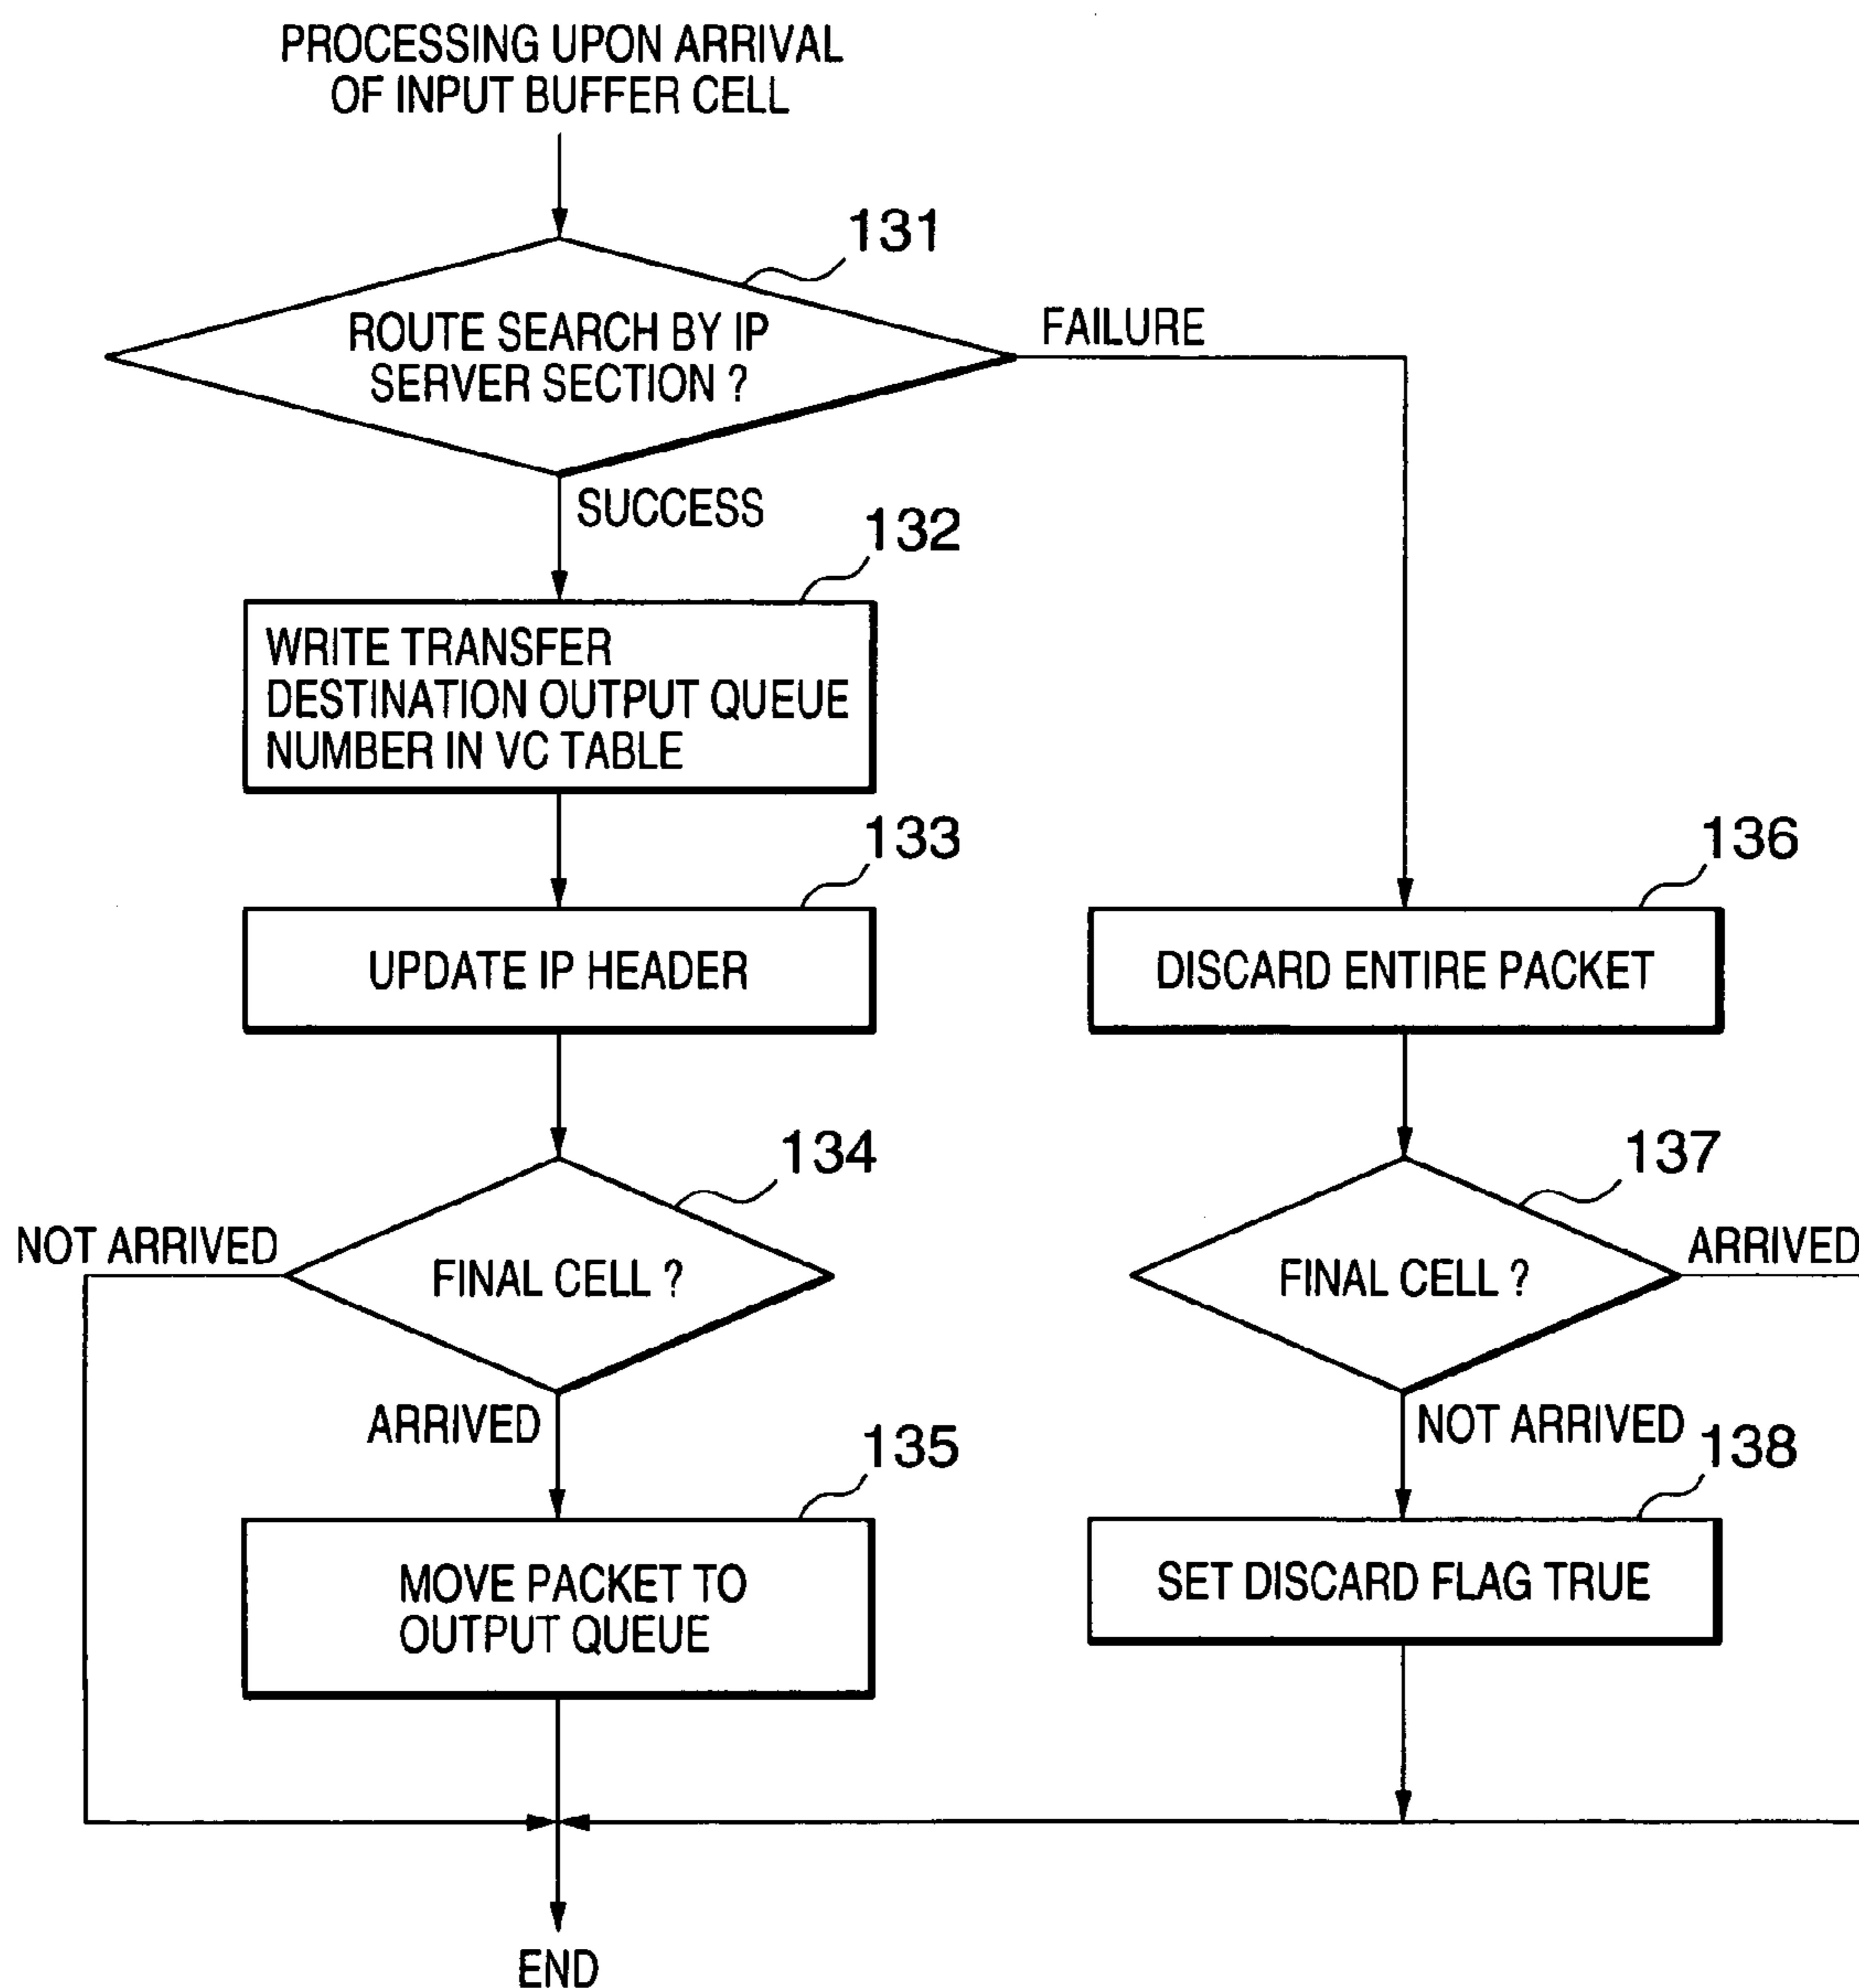 PROCESSING UPON ARRIVAL
OF INPUT BUFFER CELL
131
ROUTE SEARCH BY IP
SERVER SECTION ?
FAILURE
SUCCESS
132
WRITE TRANSFER
DESTINATION OUTPUT QUEUE
NUMBER IN VC TABLE
133
136
UPDATE IP HEADER
DISCARD ENTIRE PACKET
134
137
NOT ARRIVED
FINAL CELL ?
FINAL CELL ?
ARRIVED
ARRIVED
NOT ARRIVED
135
138
MOVE PACKET TO
OUTPUT QUEUE
SET DISCARD FLAG TRUE
END